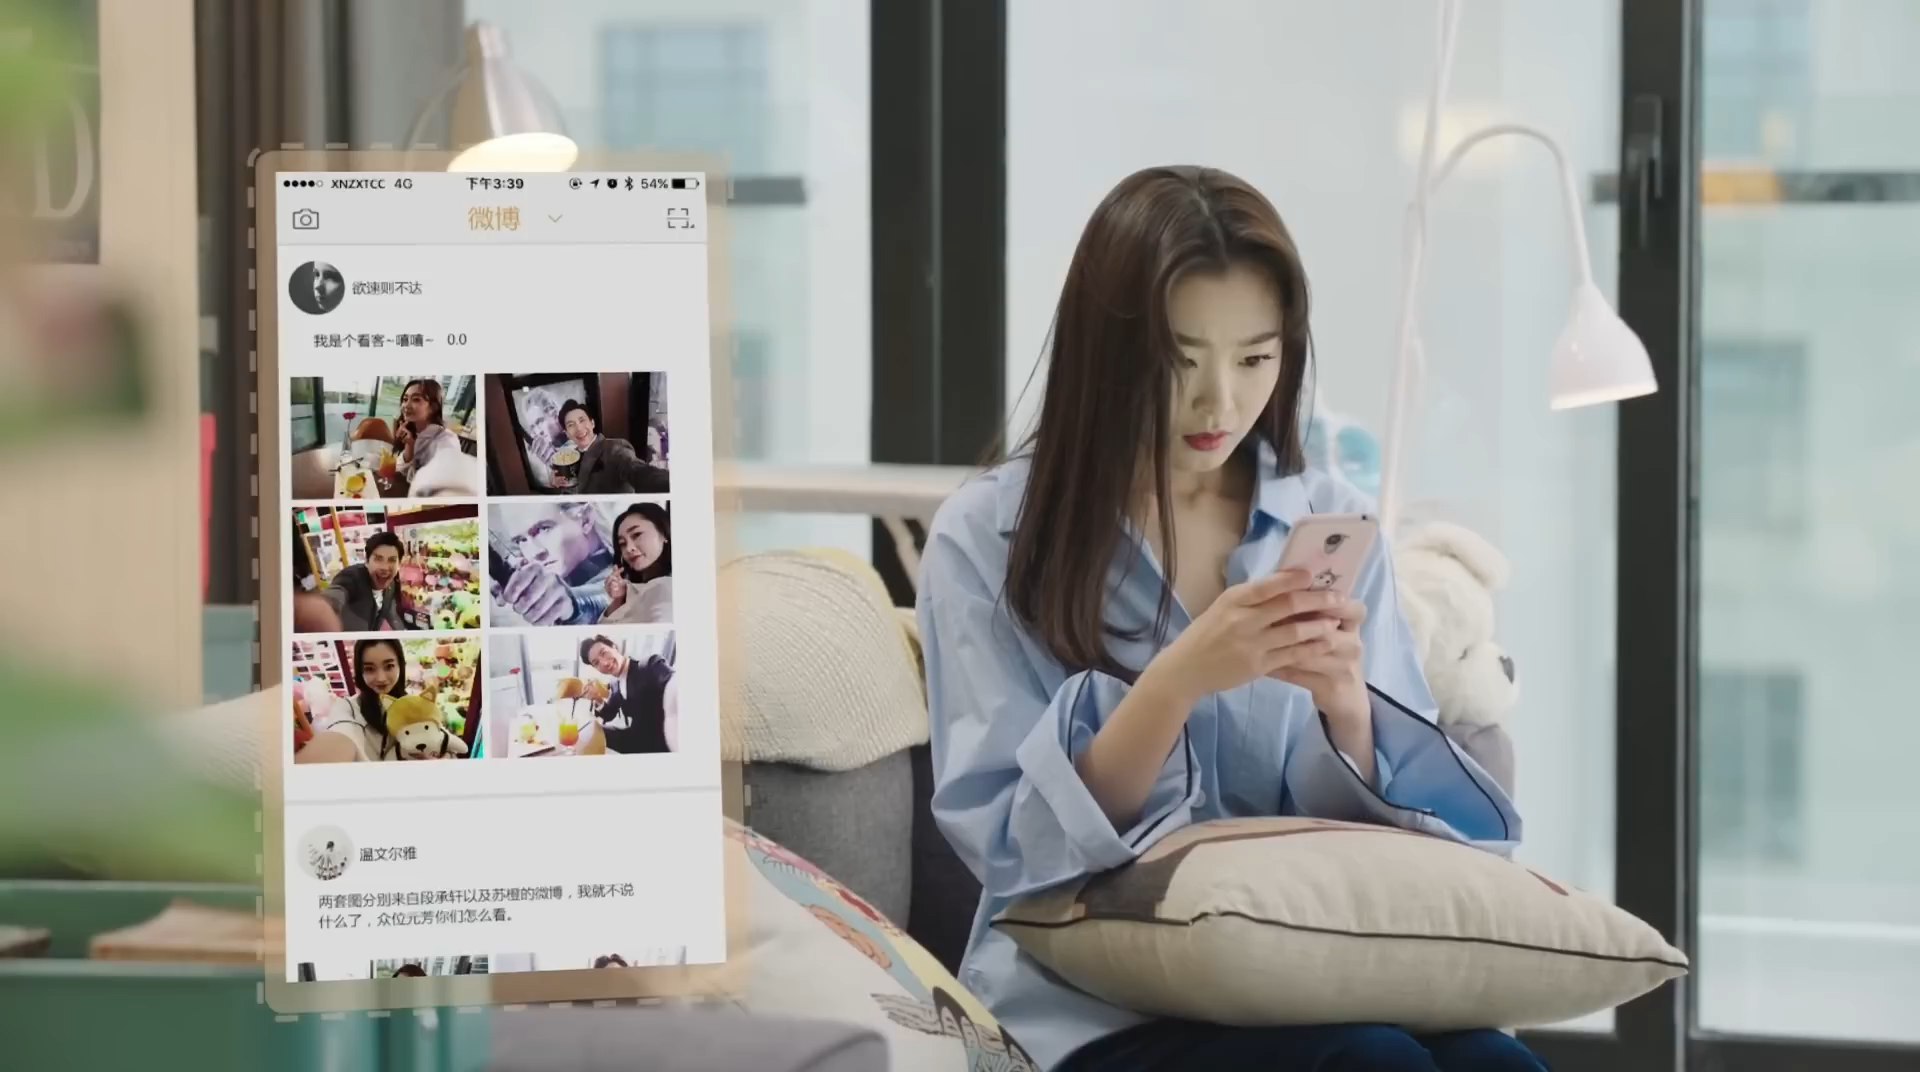 XNZXTCC 4G 下午3:39 54%
微博
欲速则不达
我是个看客~嘻嘻~ 0.0
温文尔雅
两套图分别来自段承轩以及苏橙的微博，我就不说
什么了，众位元芳你们怎么看。